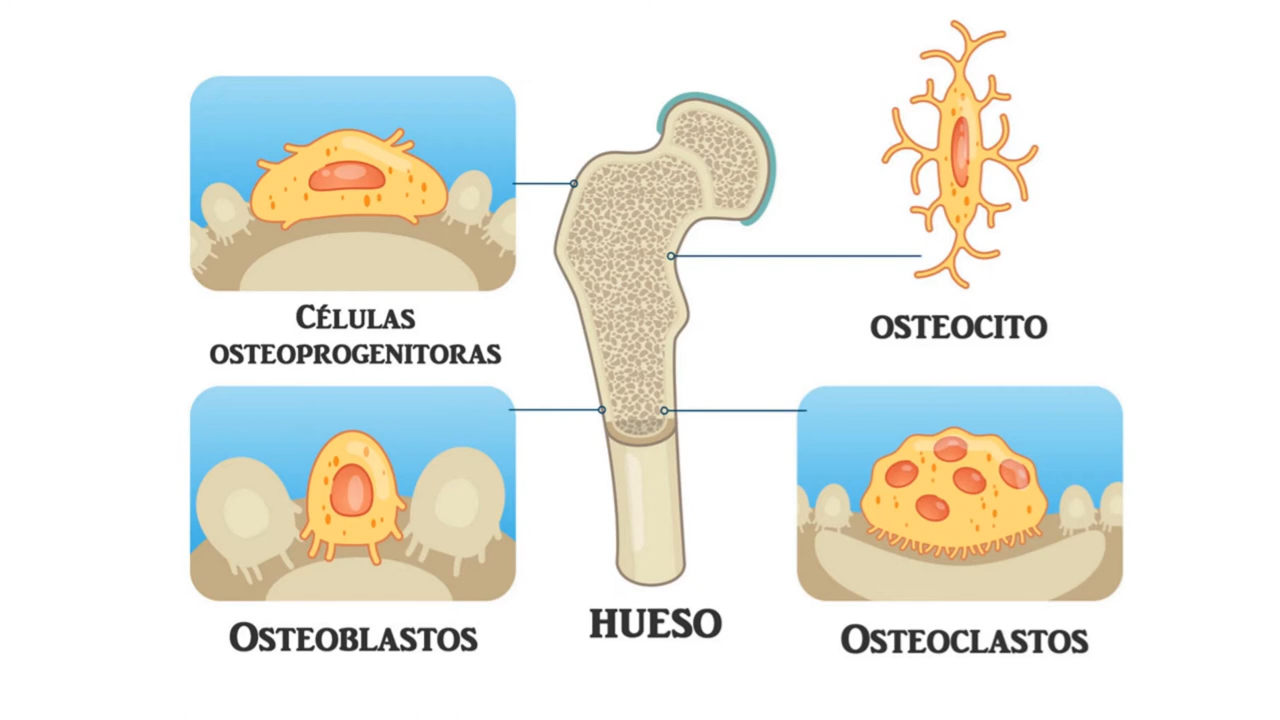 CÉLULAS
OSTEOPROGENITORAS
OSTEOCITO
OSTEOBLASTOS
HUESO
OSTEOCLASTOS